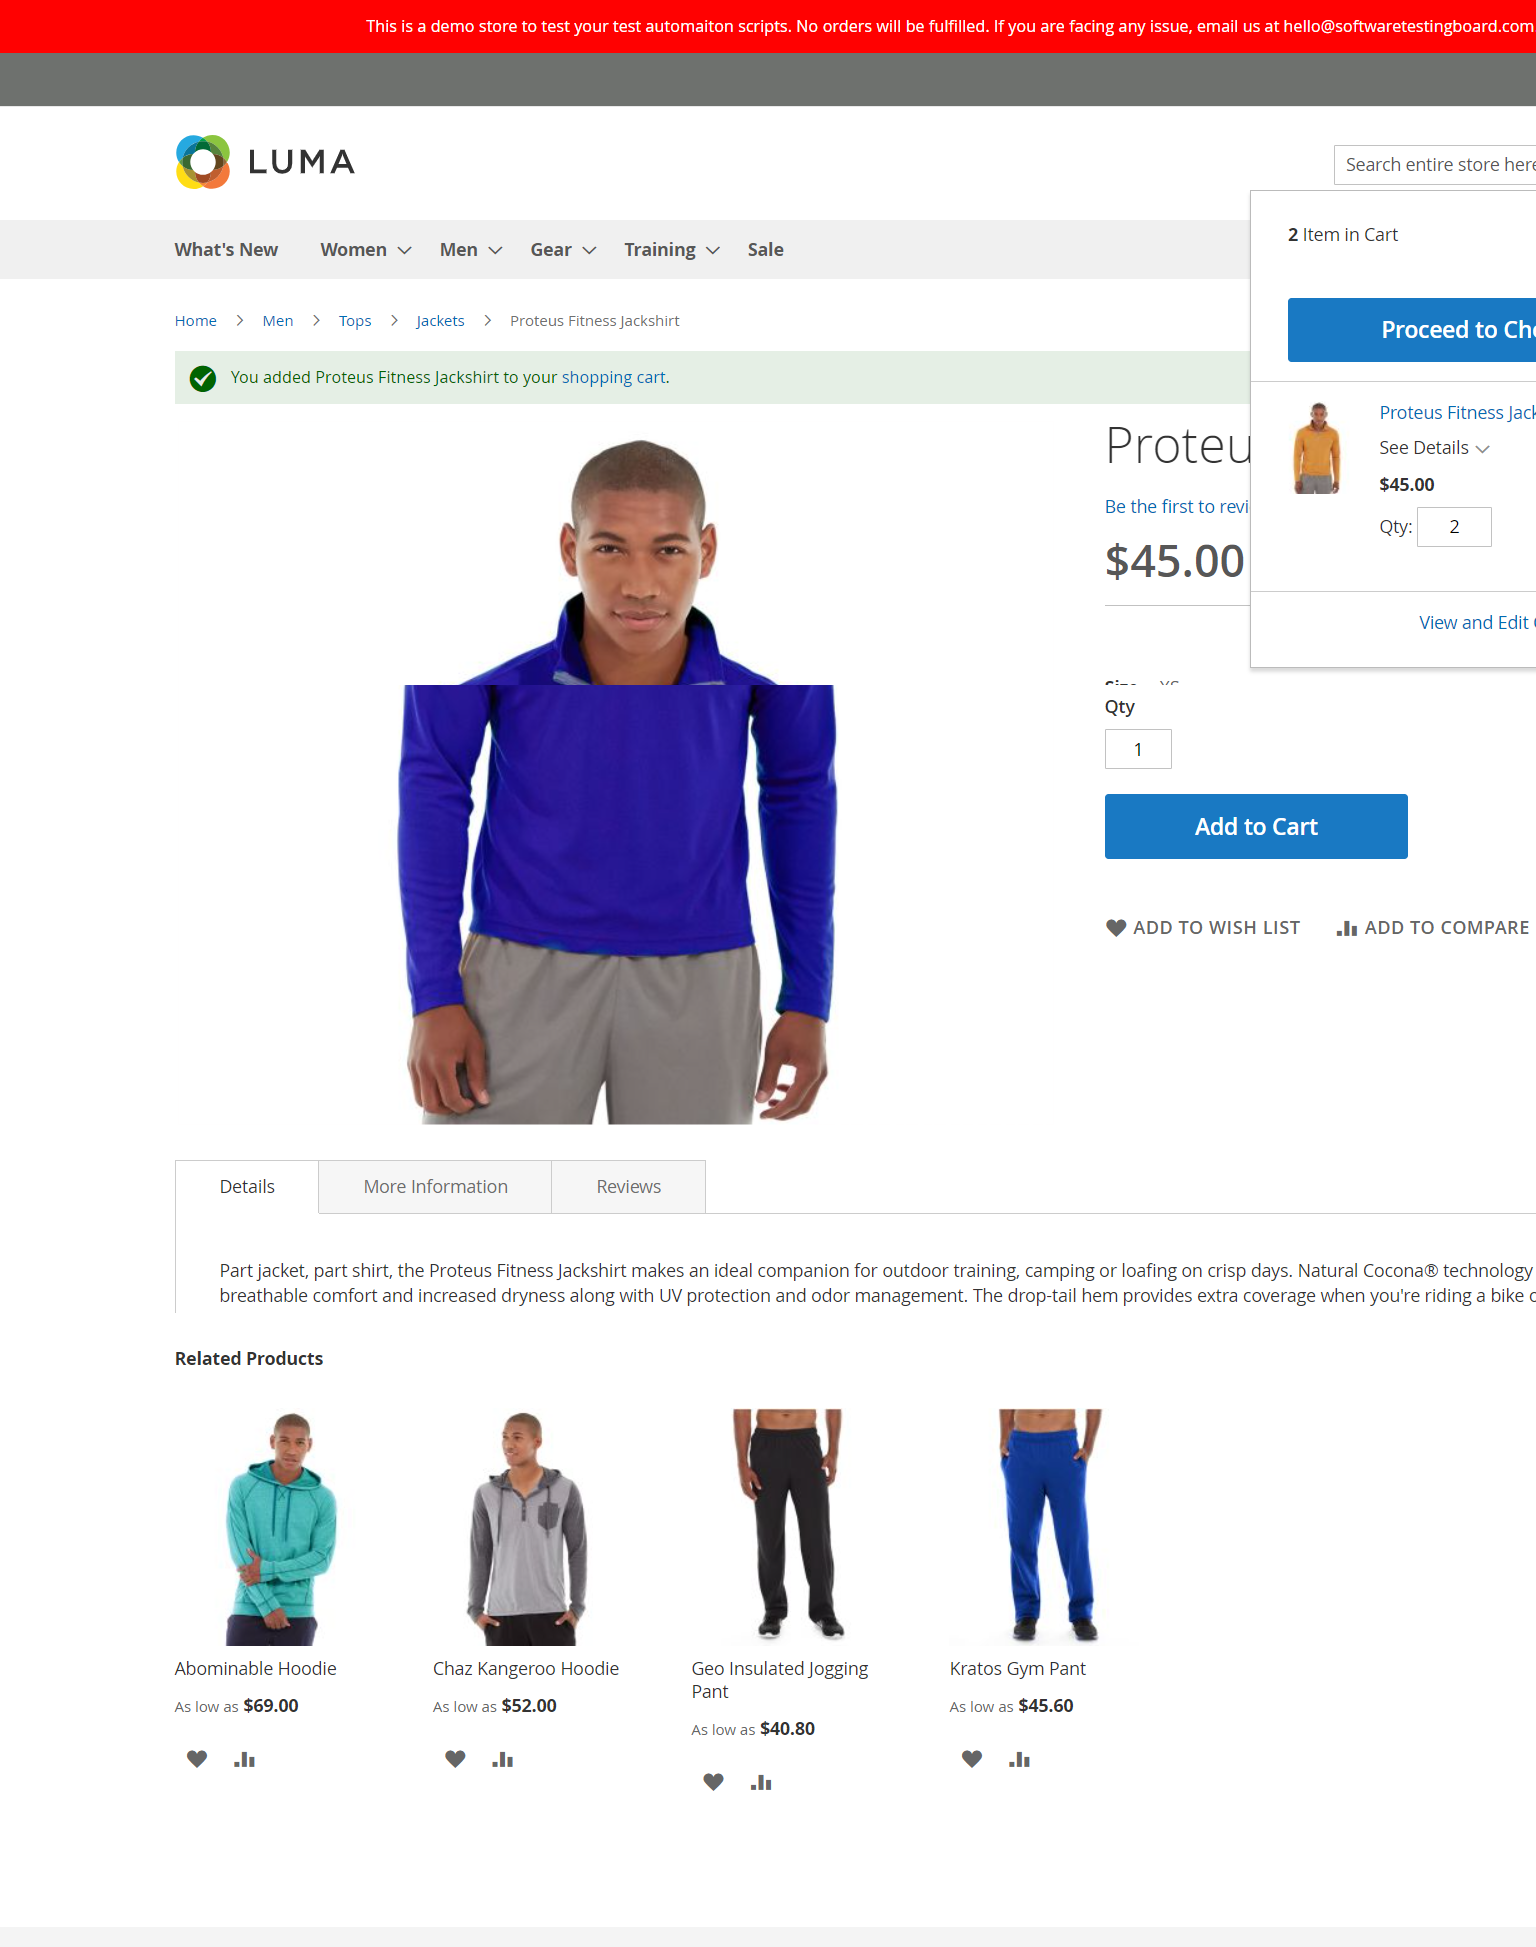 This is a demo store to test your test automaiton scripts. No orders will be fulfilled. If you are facing any issue, email us at hello@softwaretestingboard.com
LUMA
Search entire store here
2 Item in Cart
What's New Women Men Gear Training Sale
Proceed to Che
Home Men Tops Jackets Proteus Fitness Jackshirt
You added Proteus Fitness Jackshirt to your shopping cart.
Proteus Fitness Jack
See Details
$45.00
Qty: 2
View and Edit
Proteu
Be the first to revi
$45.00
Size XS
Qty
1
Add to Cart
ADD TO WISH LIST ADD TO COMPARE
Details More Information Reviews
Part jacket, part shirt, the Proteus Fitness Jackshirt makes an ideal companion for outdoor training, camping or loafing on crisp days. Natural Cocona® technology
breathable comfort and increased dryness along with UV protection and odor management. The drop-tail hem provides extra coverage when you're riding a bike
Related Products
Abominable Hoodie
As low as $69.00
Chaz Kangeroo Hoodie
As low as $52.00
Geo Insulated Jogging
Pant
As low as $40.80
Kratos Gym Pant
As low as $45.60